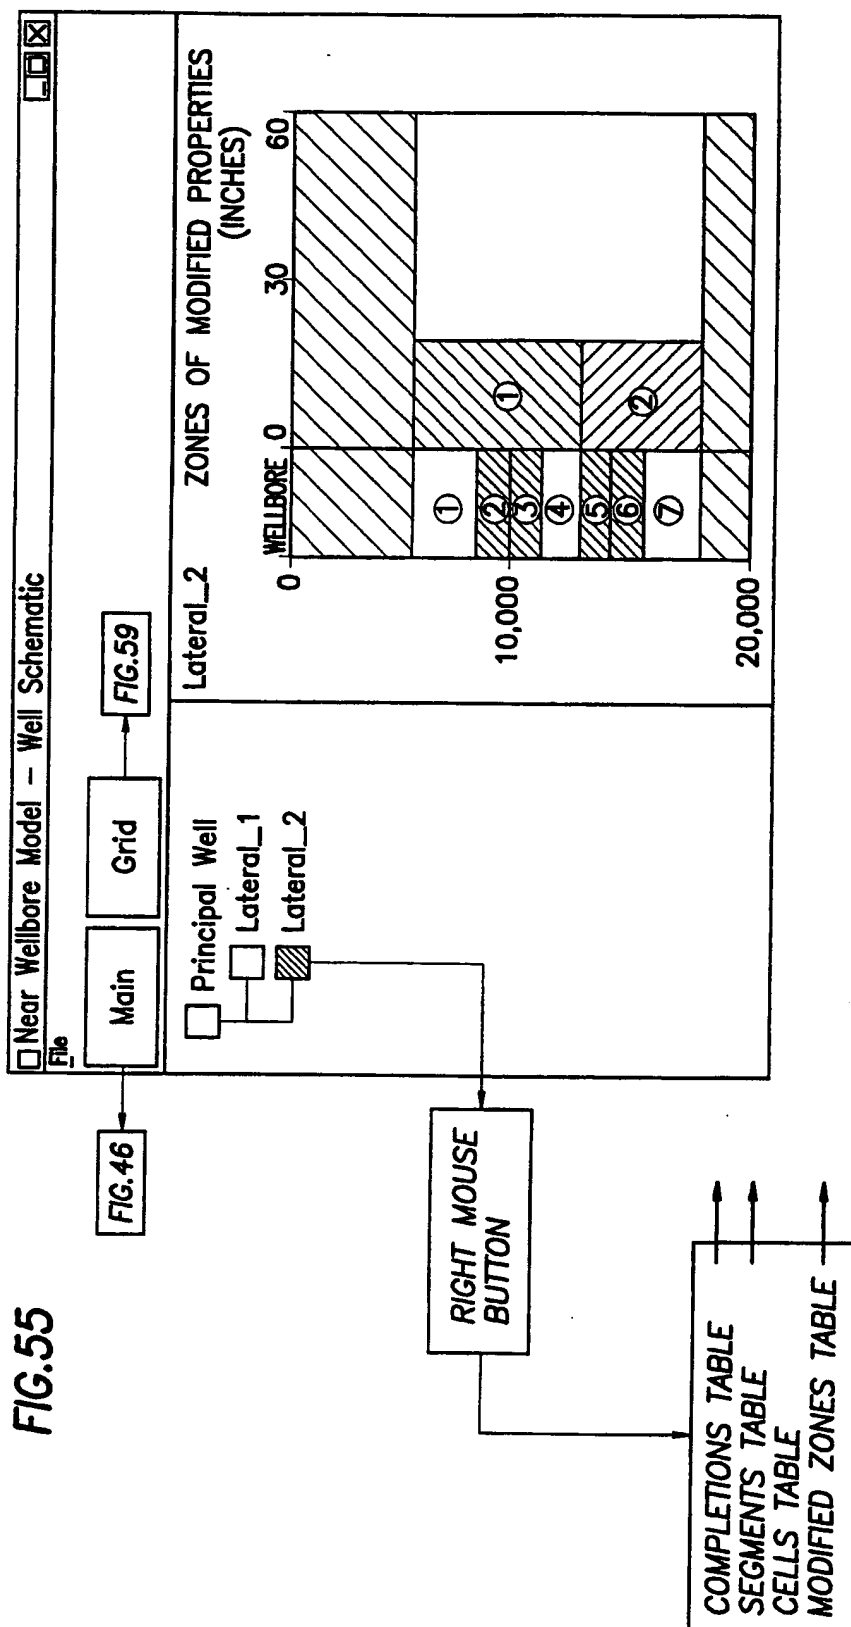 FIG.55
Near Wellbore Model – Well Schematic
File
Main
Grid
FIG.46
FIG.59
Principal Well
Lateral_1
Lateral_2
Lateral_2
ZONES OF MODIFIED PROPERTIES
(INCHES)
WELLBORE
0
30
60
0
10,000
20,000
1
2
3
4
5
6
7
1
2
RIGHT MOUSE
BUTTON
COMPLETIONS TABLE
SEGMENTS TABLE
CELLS TABLE
MODIFIED ZONES TABLE